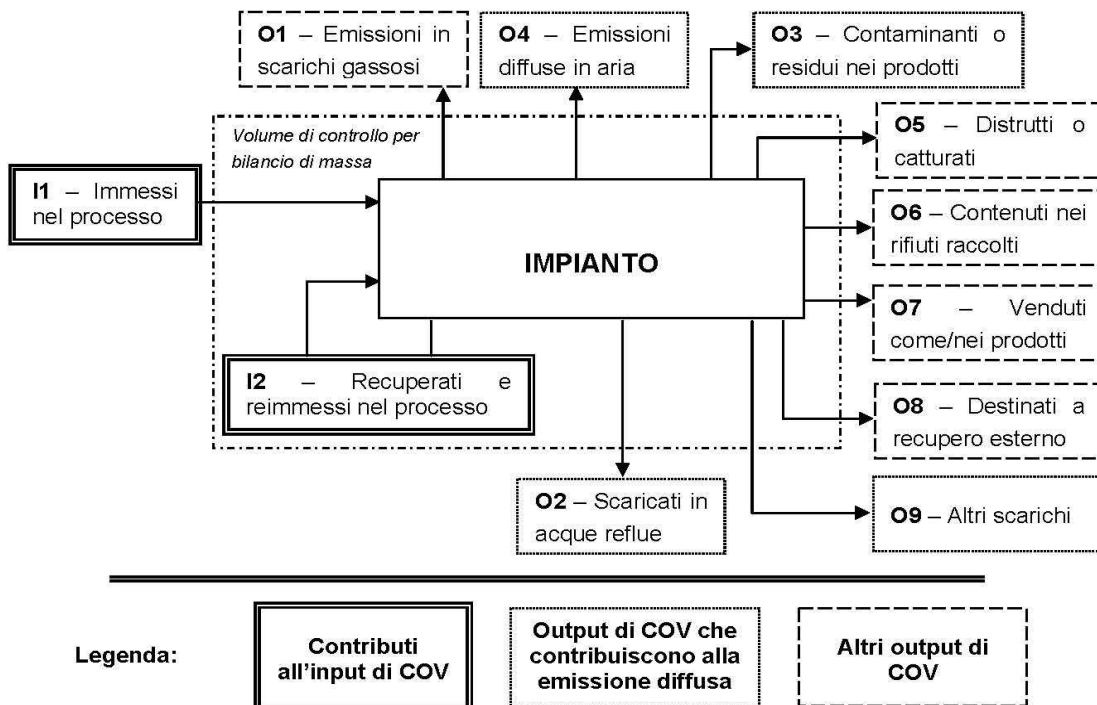 O1 – Emissioni in
scarichi gassosi
O4 – Emissioni
diffuse in aria
O3 – Contaminanti o
residui nei prodotti
Volume di controllo per
bilancio di massa
O5 – Distrutti o
catturati
I1 – Immessi
nel processo
O6 – Contenuti nei
rifiuti raccolti
IMPIANTO
O7 – Venduti
come/nei prodotti
I2 – Recuperati e
reimmessi nel processo
O8 – Destinati a
recupero esterno
O2 – Scaricati in
acque reflue
O9 – Altri scarichi
Legenda:
Contributi
all'input di COV
Output di COV che
contribuiscono alla
emissione diffusa
Altri output di
COV